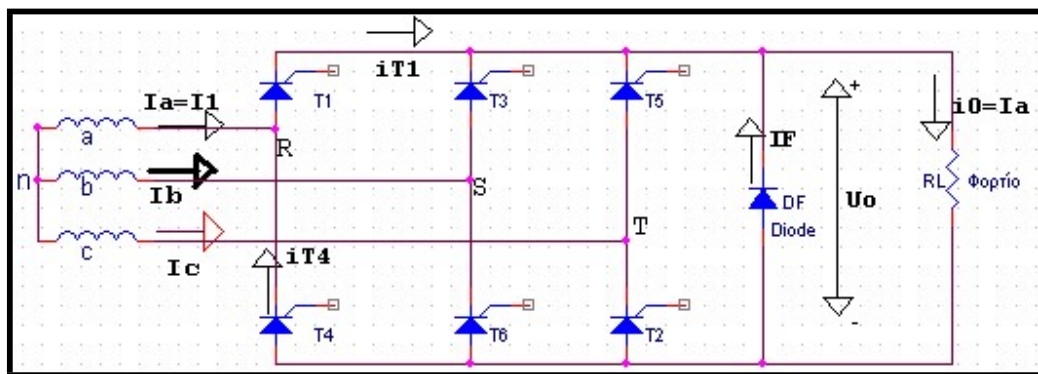 iT1
T1
T3
T5
+
i0=Ia
Ia=I1
a
R
IF
n
Ib
b
S
DF
Uo
RL
Φορτίο
Diode
c
T
Ic
iT4
T4
T6
T2
-